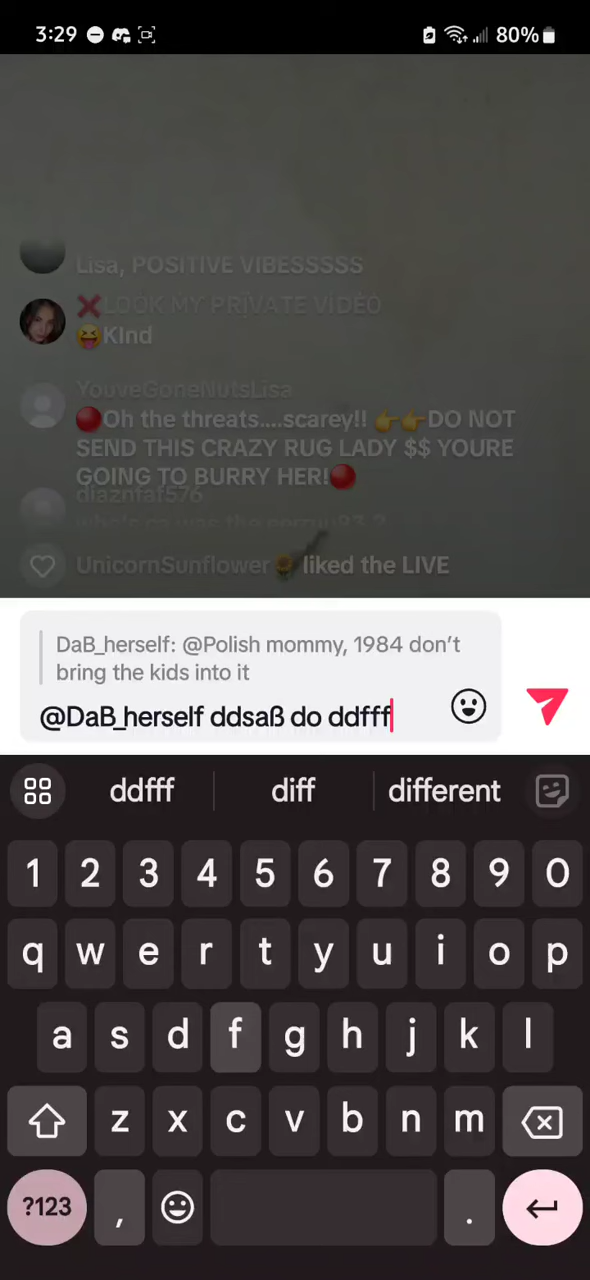 3:29
80%
Lisa, POSITIVE VIBESSSSS
❌LOOK MY PRİVATE VİDEO
😝KInd
YouveGoneNutsLisa
🔴Oh the threats....scarey!! 👉👉DO NOT
SEND THIS CRAZY RUG LADY $$ YOURE
GOING TO BURRY HER!🔴
diaznfaf576
UnicornSunflower🌻 liked the LIVE
DaB_herself: @Polish mommy, 1984 don't
bring the kids into it
@DaB_herself ddsaß do ddfff
ddfff diff different
1 2 3 4 5 6 7 8 9 0
q w e r t y u i o p
a s d f g h j k l
z x c v b n m
?123 , .